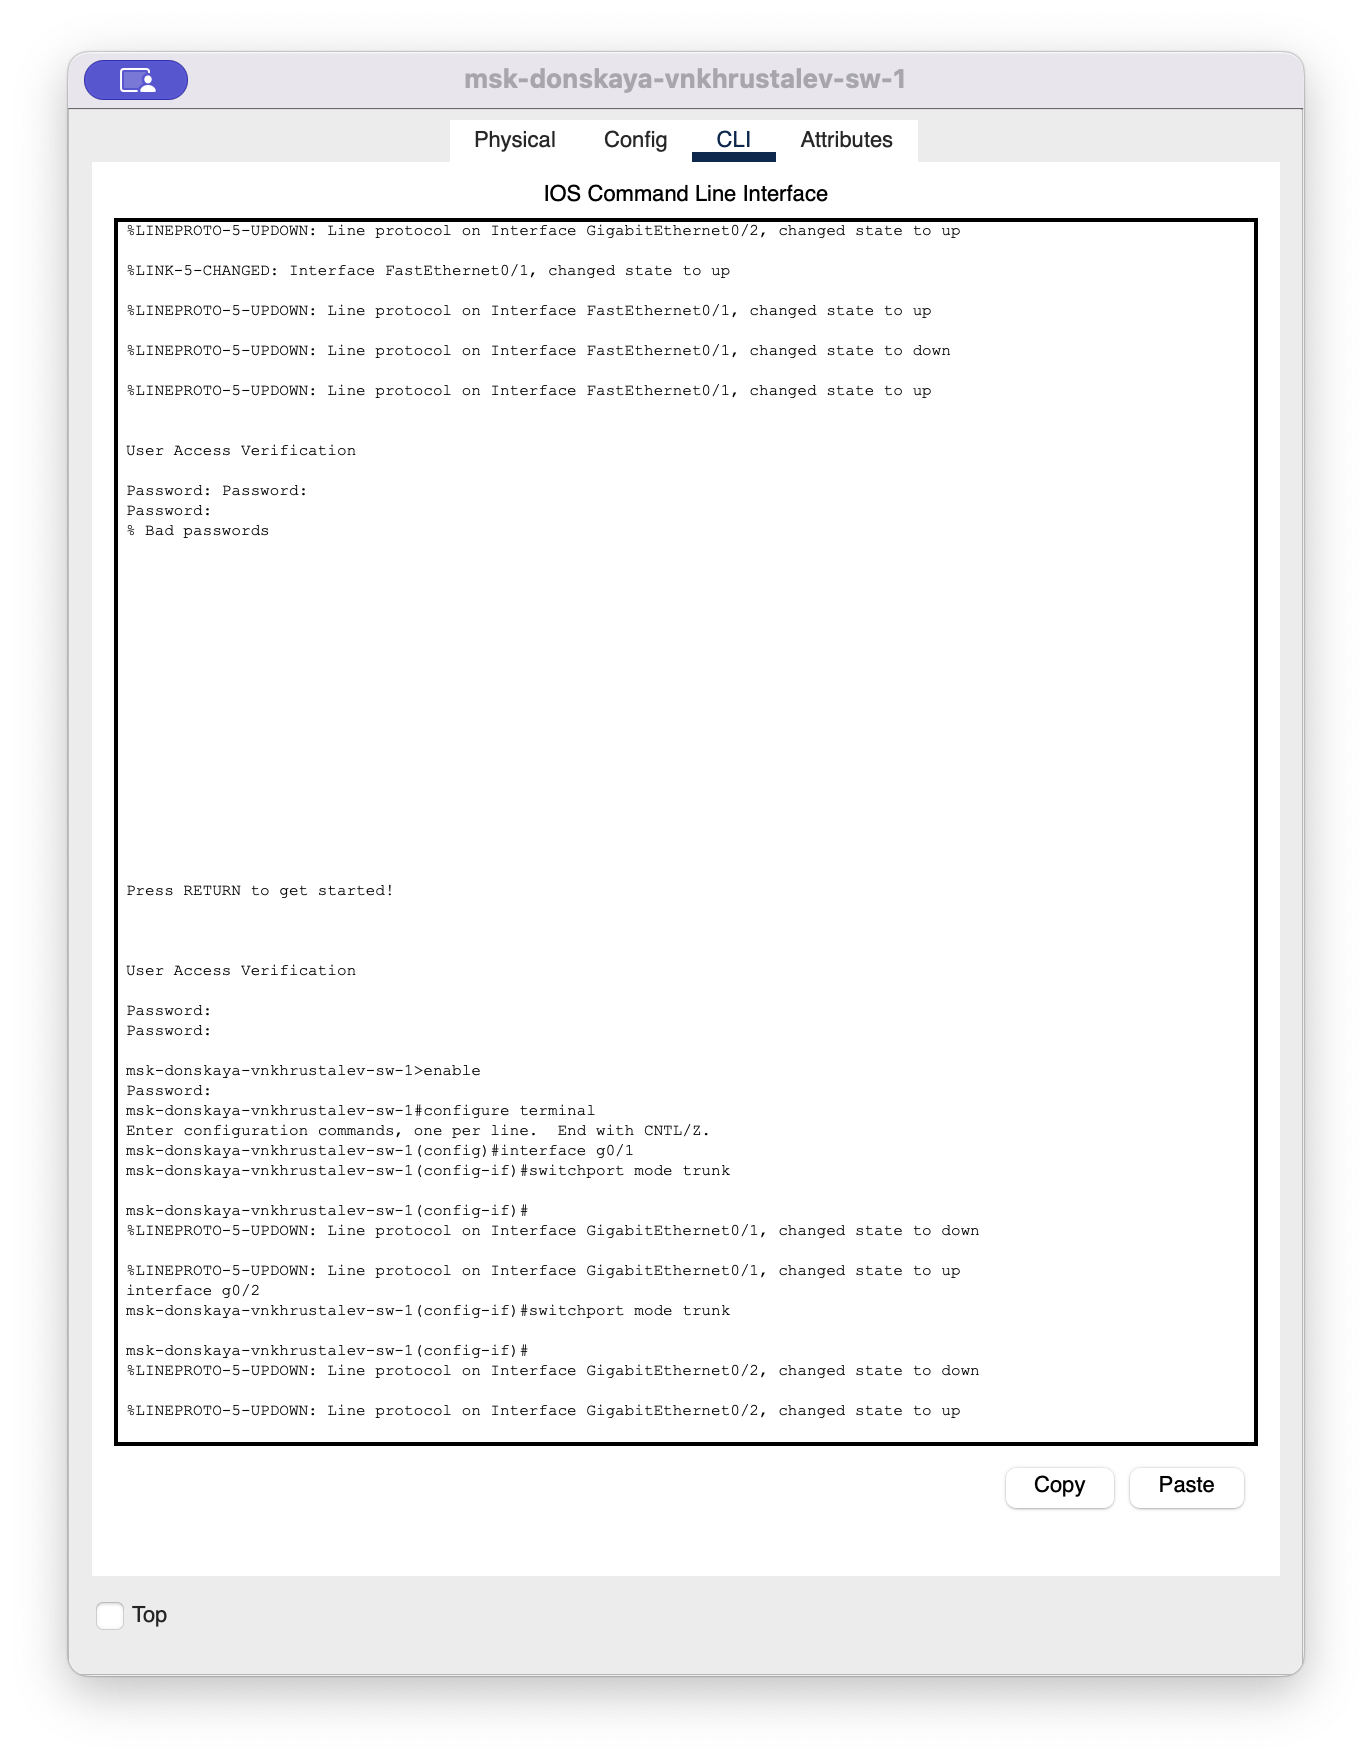 msk-donskaya-vnkhrustalev-sw-1
Physical Config CLI Attributes
IOS Command Line Interface
%LINEPROTO-5-UPDOWN: Line protocol on Interface GigabitEthernet0/2, changed state to up
%LINK-5-CHANGED: Interface FastEthernet0/1, changed state to up
%LINEPROTO-5-UPDOWN: Line protocol on Interface FastEthernet0/1, changed state to up
%LINEPROTO-5-UPDOWN: Line protocol on Interface FastEthernet0/1, changed state to down
%LINEPROTO-5-UPDOWN: Line protocol on Interface FastEthernet0/1, changed state to up
User Access Verification
Password: Password:
Password:
% Bad passwords
Press RETURN to get started!
User Access Verification
Password:
Password:
msk-donskaya-vnkhrustalev-sw-1>enable
Password:
msk-donskaya-vnkhrustalev-sw-1#configure terminal
Enter configuration commands, one per line.  End with CNTL/Z.
msk-donskaya-vnkhrustalev-sw-1(config)#interface g0/1
msk-donskaya-vnkhrustalev-sw-1(config-if)#switchport mode trunk
msk-donskaya-vnkhrustalev-sw-1(config-if)#
%LINEPROTO-5-UPDOWN: Line protocol on Interface GigabitEthernet0/1, changed state to down
%LINEPROTO-5-UPDOWN: Line protocol on Interface GigabitEthernet0/1, changed state to up
interface g0/2
msk-donskaya-vnkhrustalev-sw-1(config-if)#switchport mode trunk
msk-donskaya-vnkhrustalev-sw-1(config-if)#
%LINEPROTO-5-UPDOWN: Line protocol on Interface GigabitEthernet0/2, changed state to down
%LINEPROTO-5-UPDOWN: Line protocol on Interface GigabitEthernet0/2, changed state to up
Copy Paste
Top